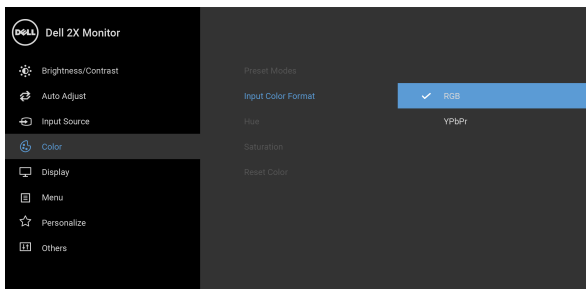 DELL Dell 2X Monitor
Brightness/Contrast
Auto Adjust
Input Source
Color
Display
Menu
Personalize
Others
Preset Modes
Input Color Format
Hue
Saturation
Reset Color
RGB
YPbPr